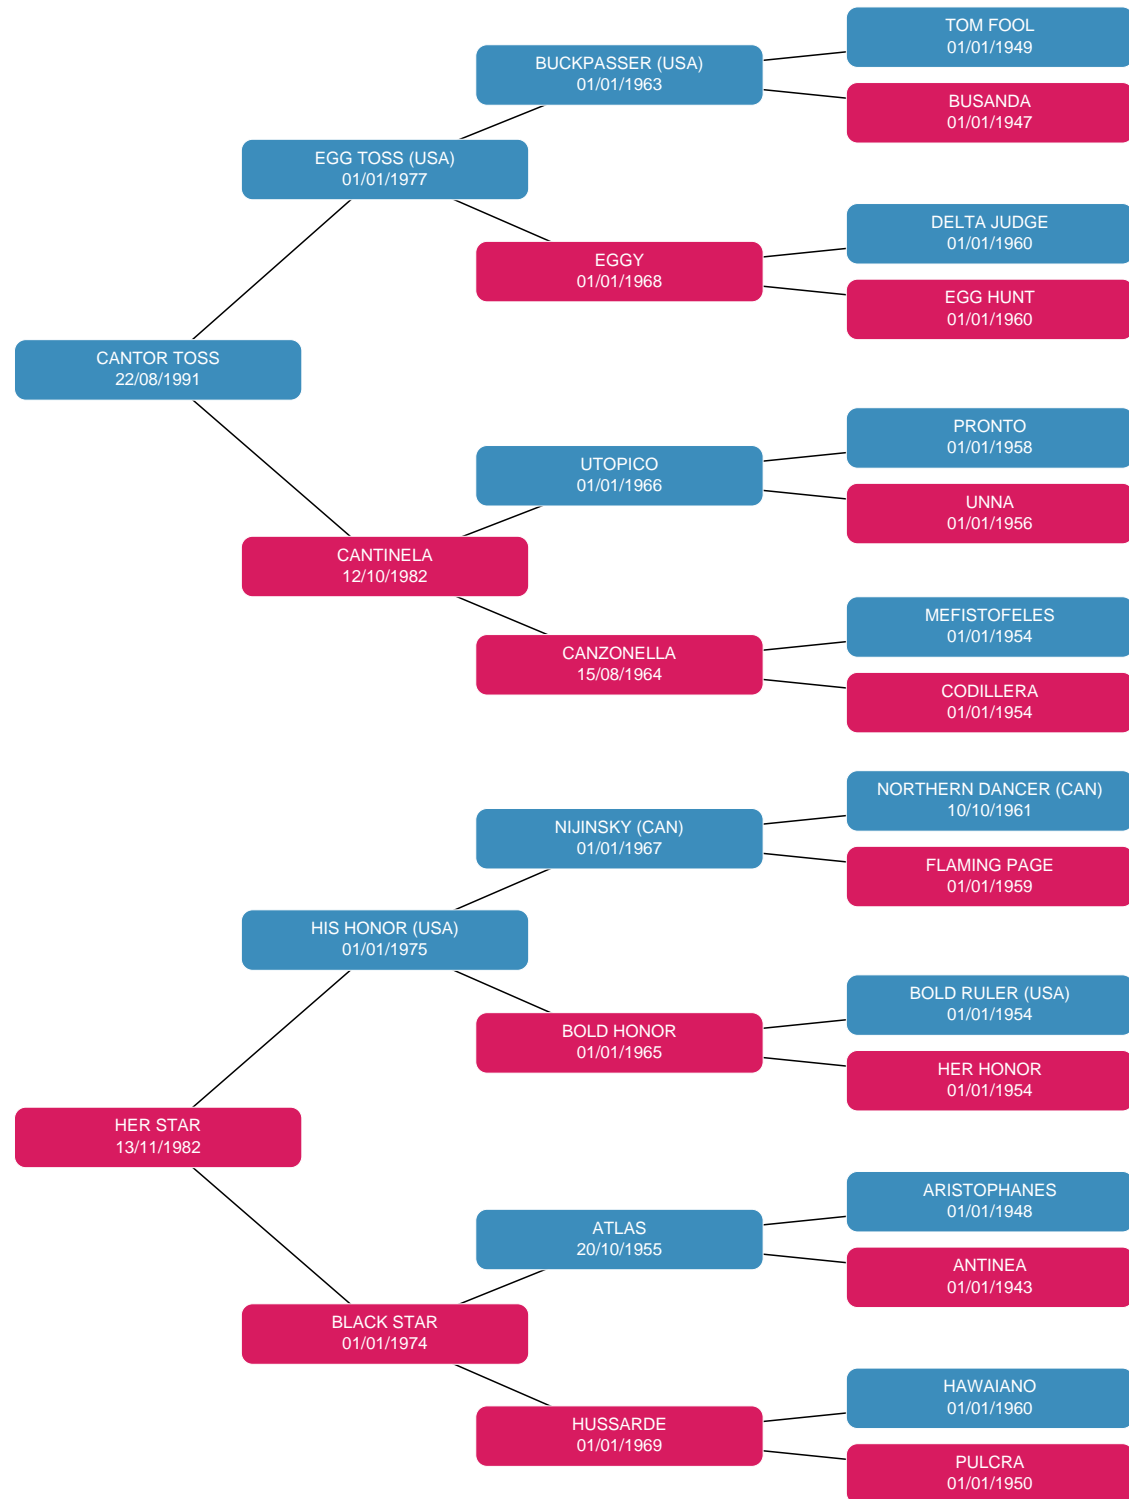 TOM FOOL
01/01/1949
BUCKPASSER (USA)
01/01/1963
BUSANDA
01/01/1947
EGG TOSS (USA)
01/01/1977
DELTA JUDGE
01/01/1960
EGGY
01/01/1968
EGG HUNT
01/01/1960
CANTOR TOSS
22/08/1991
PRONTO
01/01/1958
UTOPICO
01/01/1966
UNNA
01/01/1956
CANTINELA
12/10/1982
MEFISTOFELES
01/01/1954
CANZONELLA
15/08/1964
CODILLERA
01/01/1954
NORTHERN DANCER (CAN)
10/10/1961
NIJINSKY (CAN)
01/01/1967
FLAMING PAGE
01/01/1959
HIS HONOR (USA)
01/01/1975
BOLD RULER (USA)
01/01/1954
BOLD HONOR
01/01/1965
HER HONOR
01/01/1954
HER STAR
13/11/1982
ARISTOPHANES
01/01/1948
ATLAS
20/10/1955
ANTINEA
01/01/1943
BLACK STAR
01/01/1974
HAWAIANO
01/01/1960
HUSSARDE
01/01/1969
PULCRA
01/01/1950